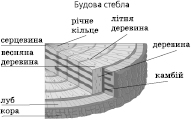 Будова стебла
річне
кільце
літня
деревина
серцевина
весняна
деревина
деревина
камбій
луб
кора